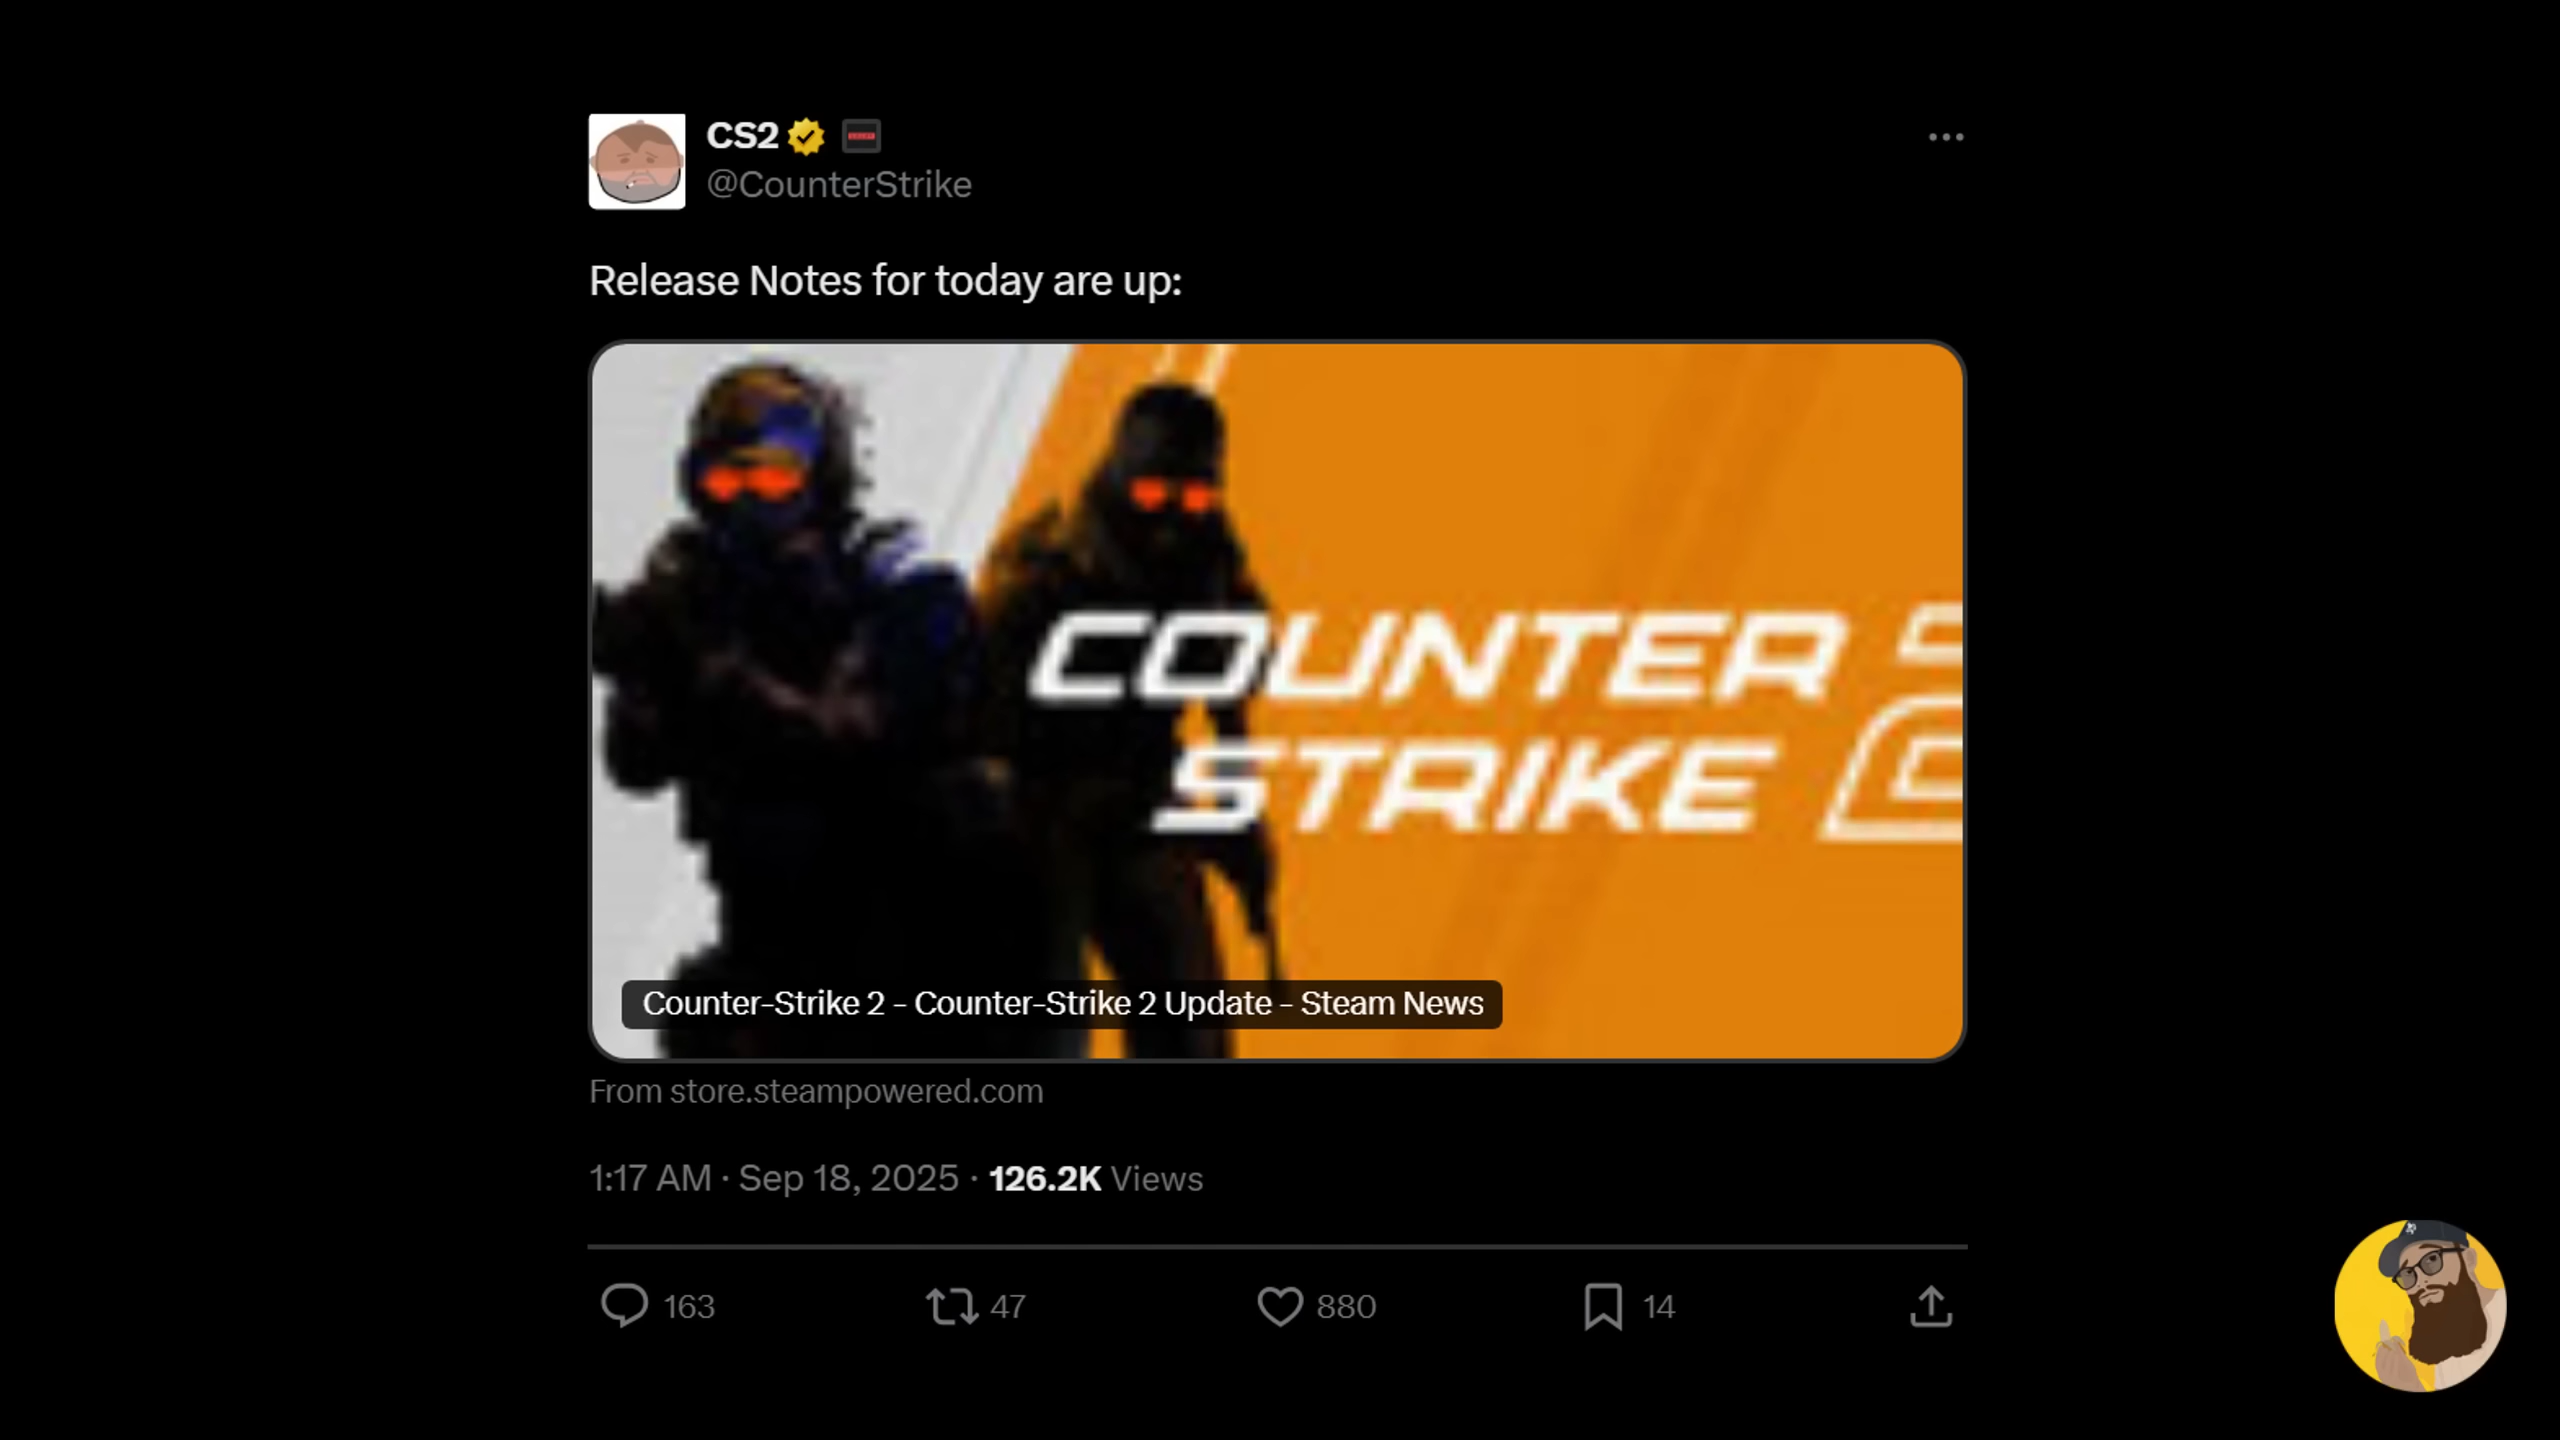 CS2
@CounterStrike
Release Notes for today are up:
COUNTER
STRIKE 2
Counter-Strike 2 - Counter-Strike 2 Update - Steam News
From store.steampowered.com
1:17 AM · Sep 18, 2025 · 126.2K Views
163 47 880 14